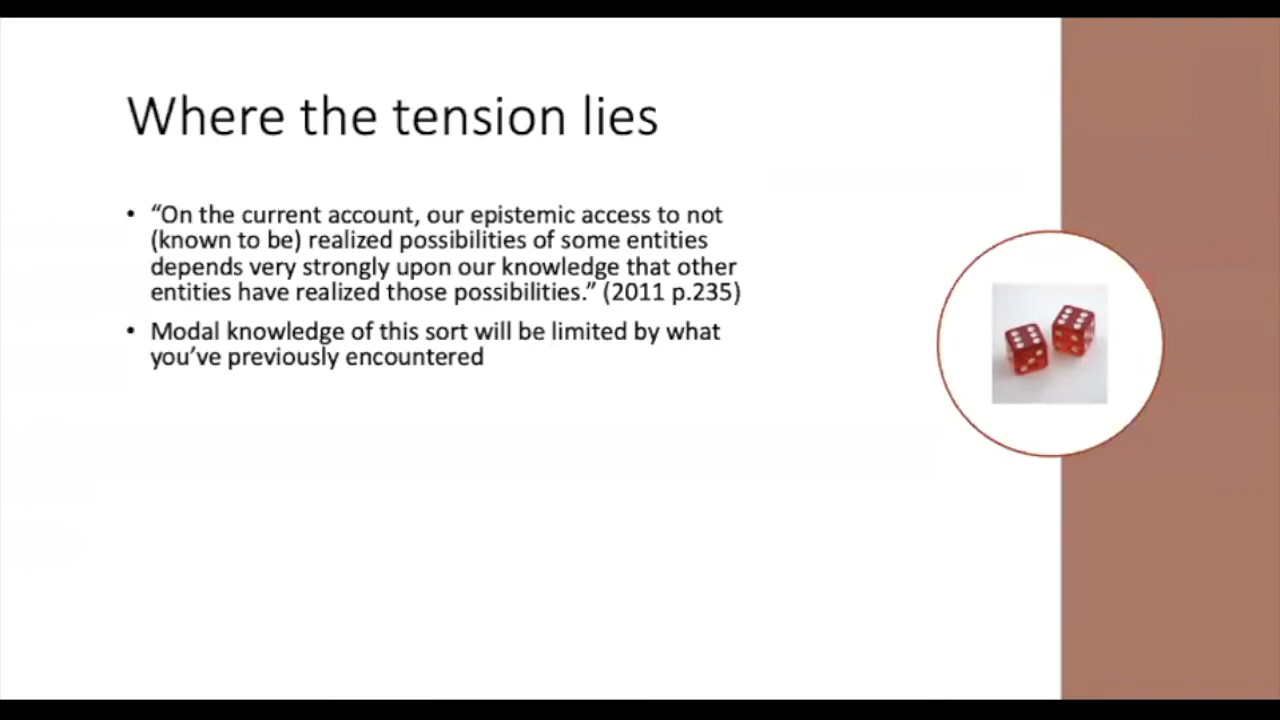 Where the tension lies
• “On the current account, our epistemic access to not
(known to be) realized possibilities of some entities
depends very strongly upon our knowledge that other
entities have realized those possibilities.” (2011 p.235)
• Modal knowledge of this sort will be limited by what
you’ve previously encountered